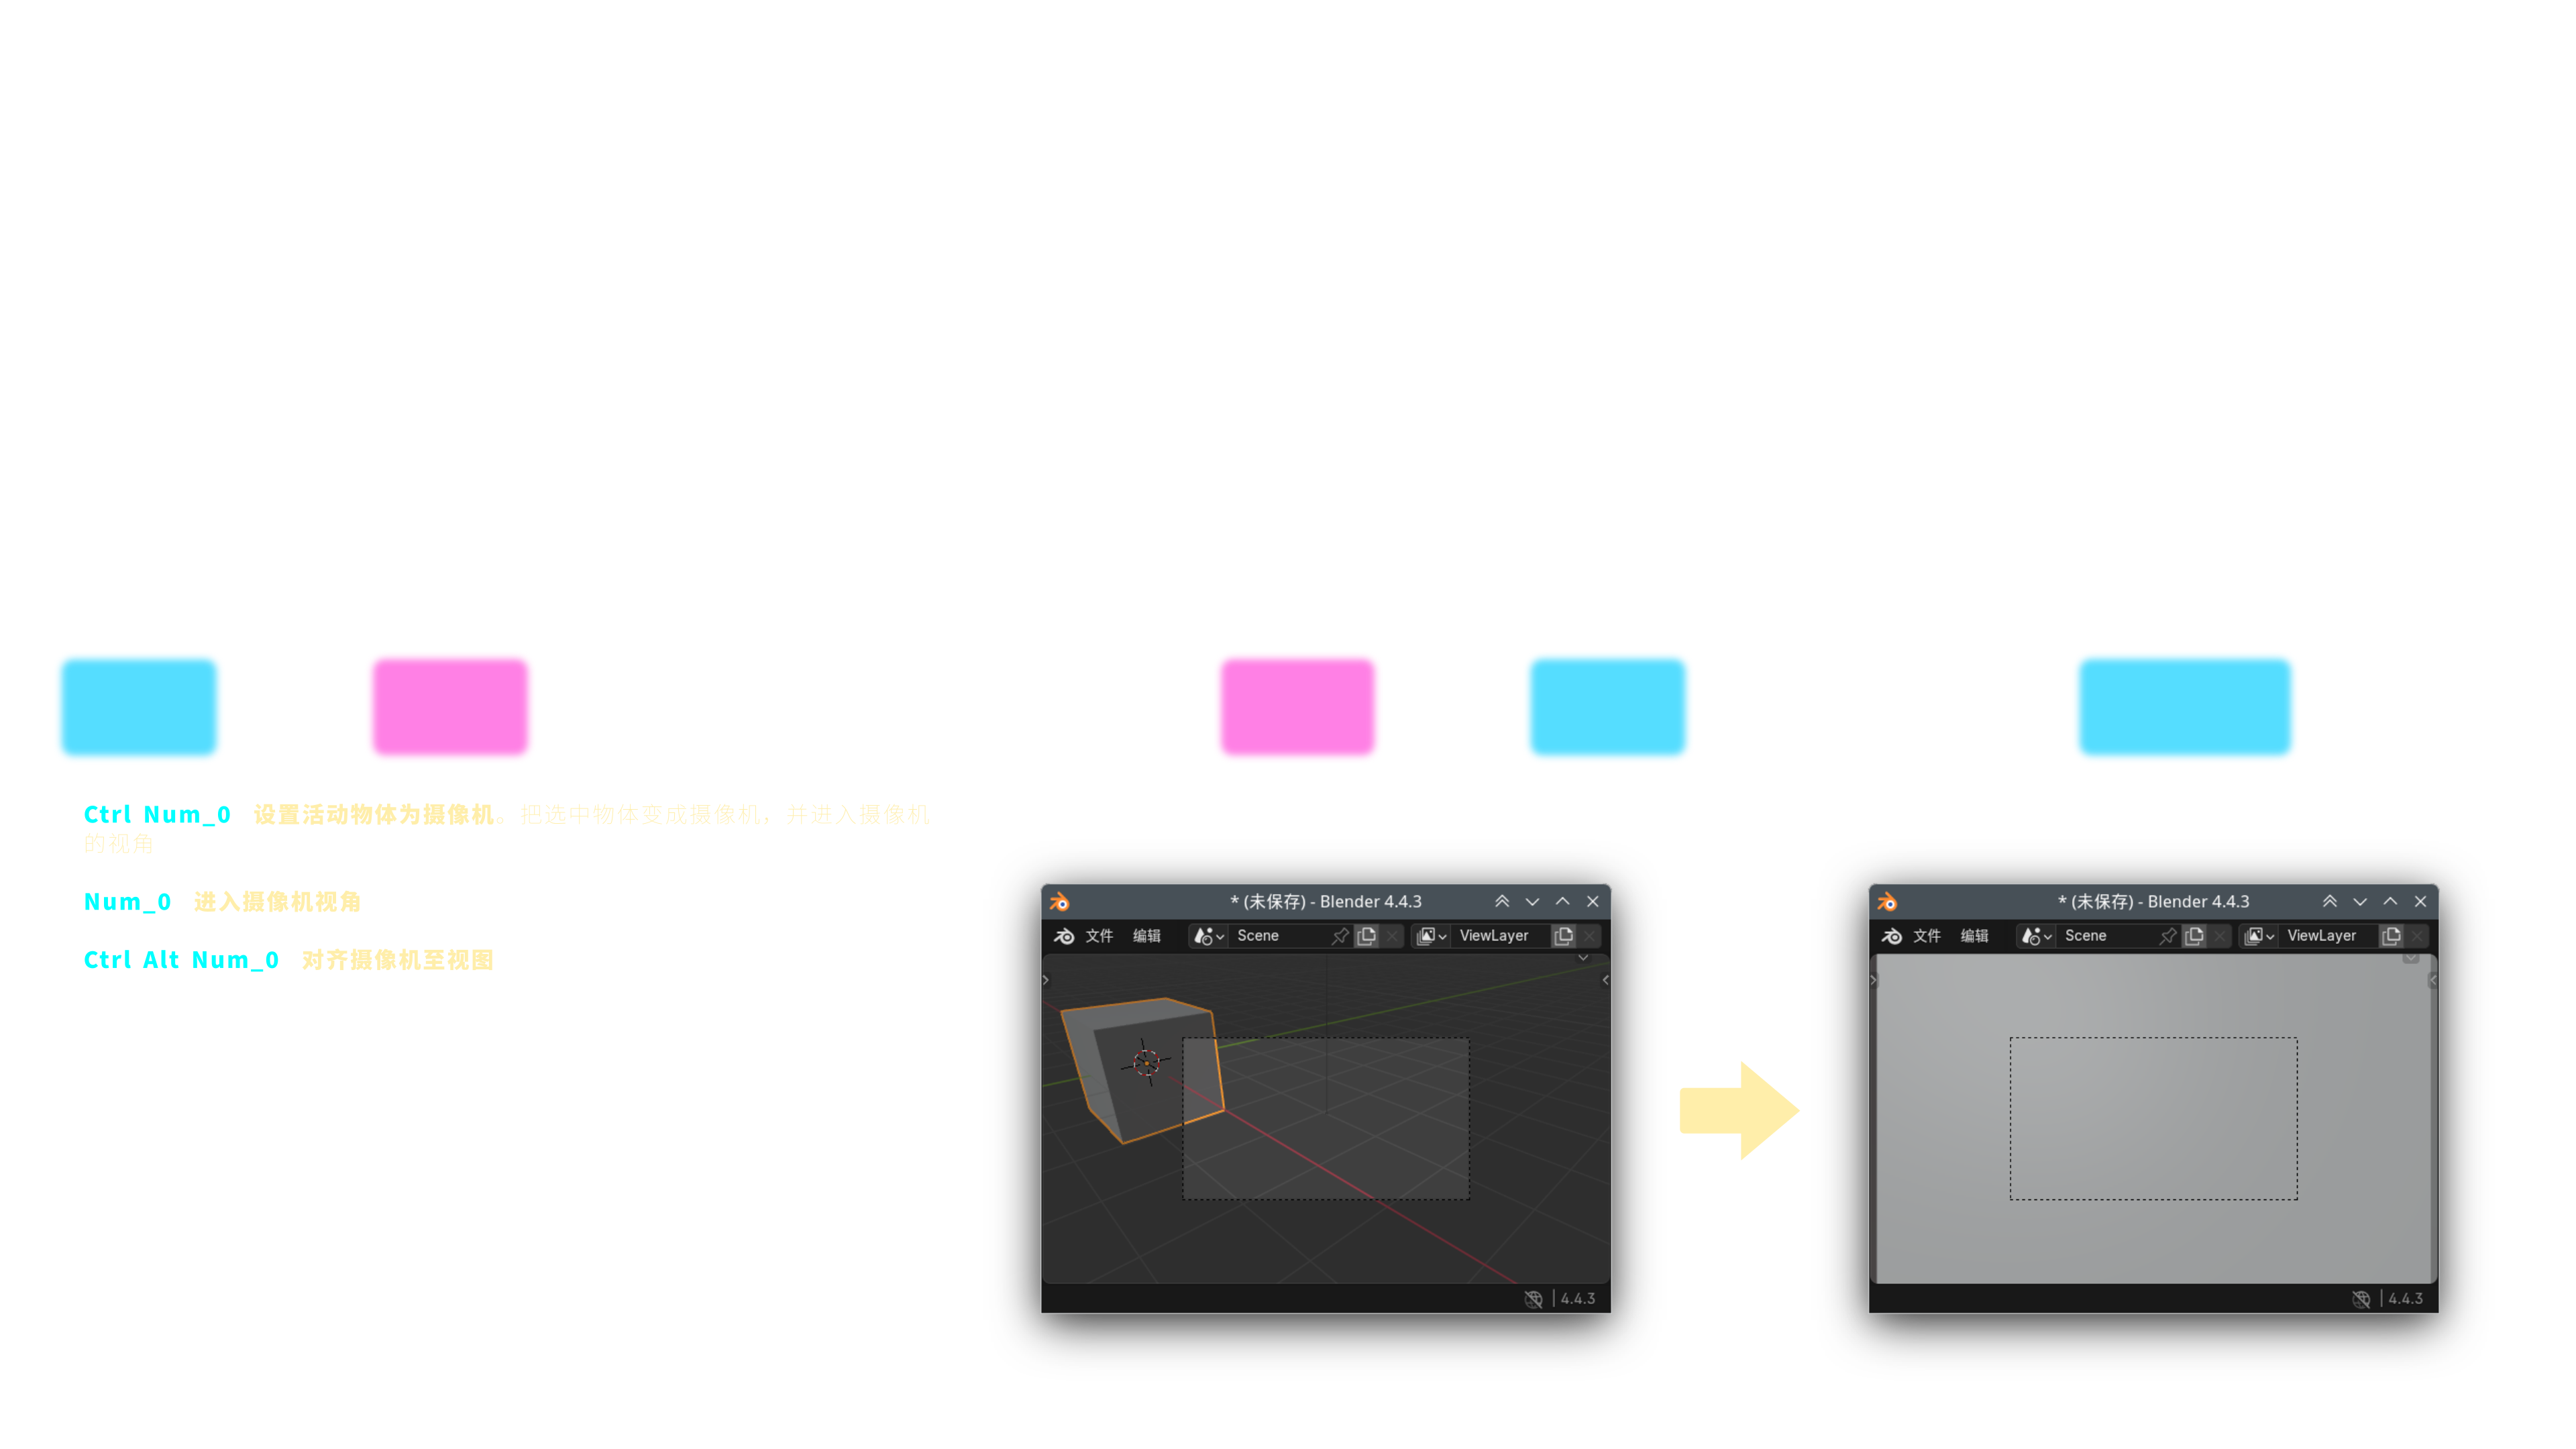 Ctrl Num_0 设置活动物体为摄像机。把选中物体变成摄像机，并进入摄像机
的视角
Num_0 进入摄像机视角
Ctrl Alt Num_0 对齐摄像机至视图
* (未保存) - Blender 4.4.3
文件 编辑 Scene ViewLayer
4.4.3
* (未保存) - Blender 4.4.3
文件 编辑 Scene ViewLayer
4.4.3